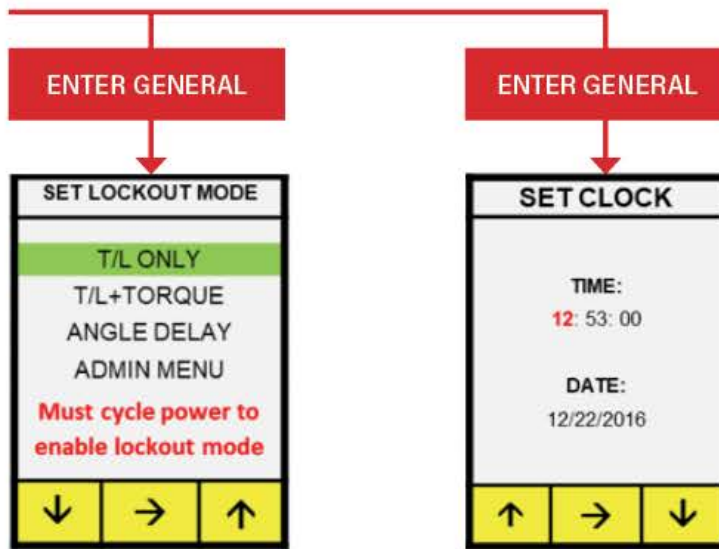 ENTER GENERAL
SET LOCKOUT MODE
T/L ONLY
T/L+TORQUE
ANGLE DELAY
ADMIN MENU
Must cycle power to
enable lockout mode
↓ → ↑
ENTER GENERAL
SET CLOCK
TIME:
12: 53: 00
DATE:
12/22/2016
↑ → ↓